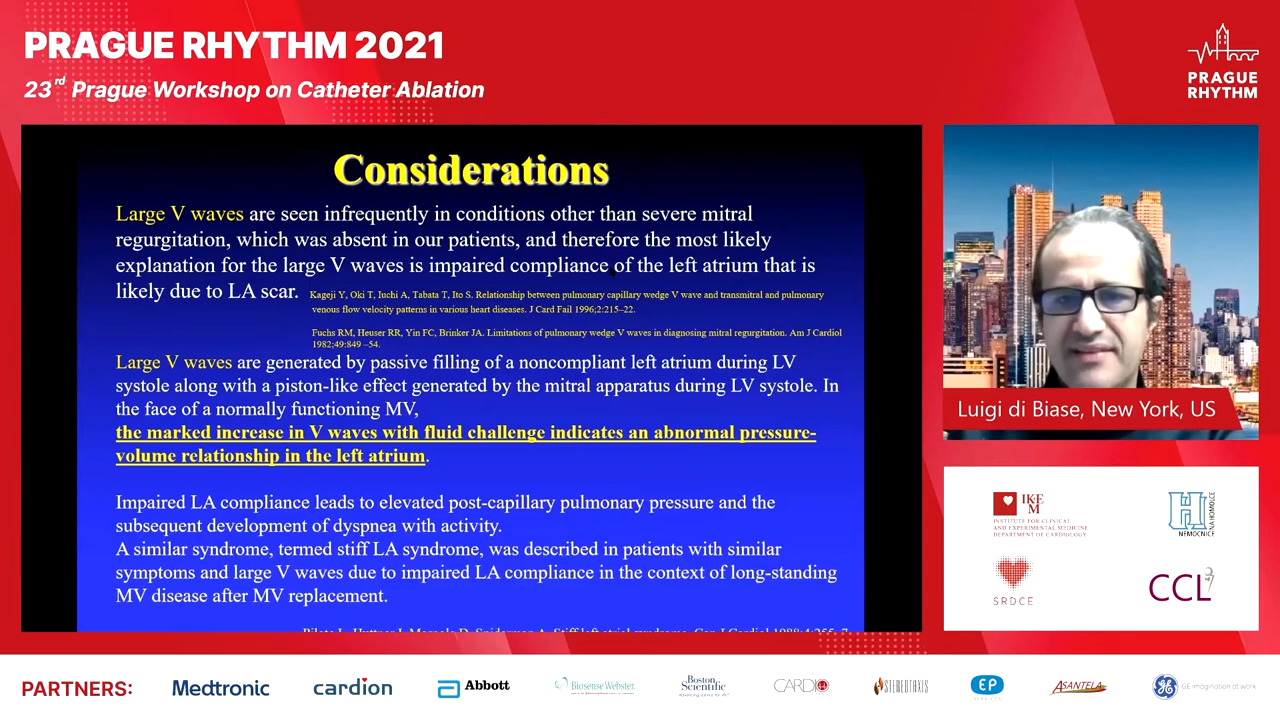 PRAGUE RHYTHM 2021
23rd Prague Workshop on Catheter Ablation
PRAGUE
RHYTHM
Considerations
Large V waves are seen infrequently in conditions other than severe mitral
regurgitation, which was absent in our patients, and therefore the most likely
explanation for the large V waves is impaired compliance of the left atrium that is
likely due to LA scar.
Kageji Y, Oki T, Iuchi A, Tabata T, Ito S. Relationship between pulmonary capillary wedge V wave and transmitral and pulmonary
venous flow velocity patterns in various heart diseases. J Card Fail 1996;2:215–22.
Fuchs RM, Heuser RR, Yin FC, Brinker JA. Limitations of pulmonary wedge V waves in diagnosing mitral regurgitation. Am J Cardiol
1982;49:849 –54.
Large V waves are generated by passive filling of a noncompliant left atrium during LV
systole along with a piston-like effect generated by the mitral apparatus during LV systole. In
the face of a normally functioning MV,
the marked increase in V waves with fluid challenge indicates an abnormal pressure-
volume relationship in the left atrium.
Impaired LA compliance leads to elevated post-capillary pulmonary pressure and the
subsequent development of dyspnea with activity.
A similar syndrome, termed stiff LA syndrome, was described in patients with similar
symptoms and large V waves due to impaired LA compliance in the context of long-standing
MV disease after MV replacement.
Luigi di Biase, New York, US
IKE
M
INSTITUTE FOR CLINICAL
AND EXPERIMENTAL MEDICINE
DEPARTMENT OF CARDIOLOGY
NEMOCNICE
NA HOMOLCE
SRDCE
CCL
PARTNERS:
Medtronic
cardion
Abbott
Biosense Webster
Boston
Scientific
CARDIO
STEREOTAXIS
EP
ASANTELA
GE imagination at work